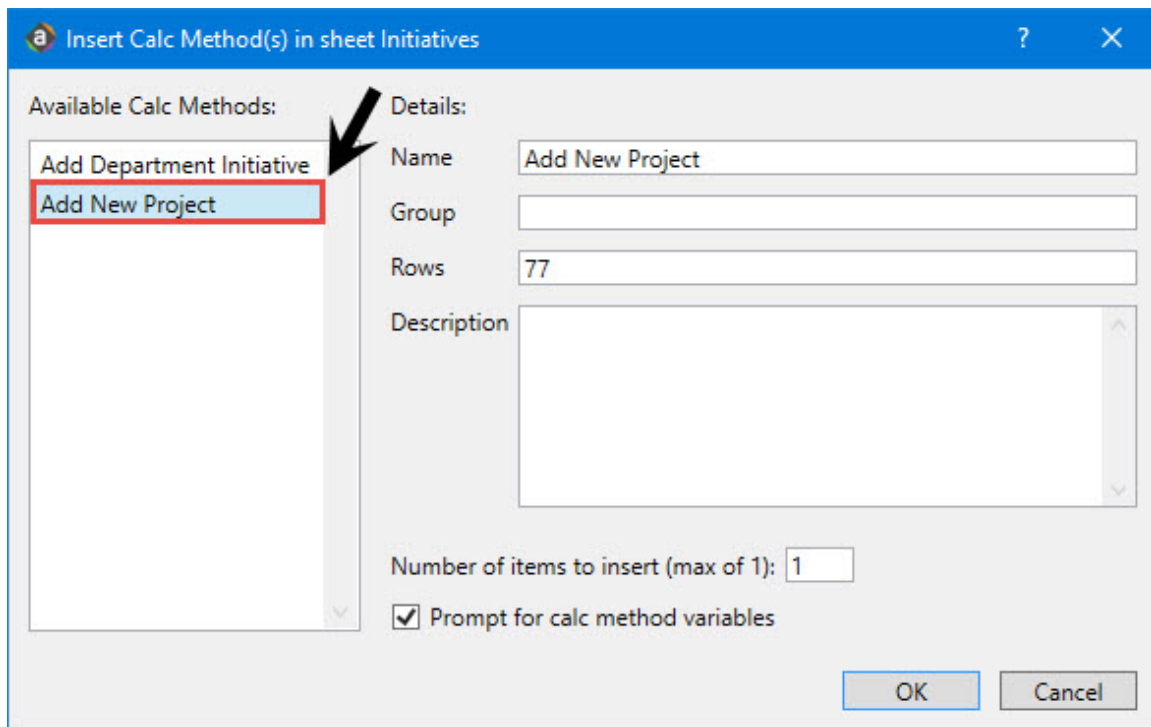 Insert Calc Method(s) in sheet Initiatives
Available Calc Methods:
Add Department Initiative
Add New Project
Details:
Name Add New Project
Group
Rows 77
Description
Number of items to insert (max of 1): 1
Prompt for calc method variables
OK Cancel